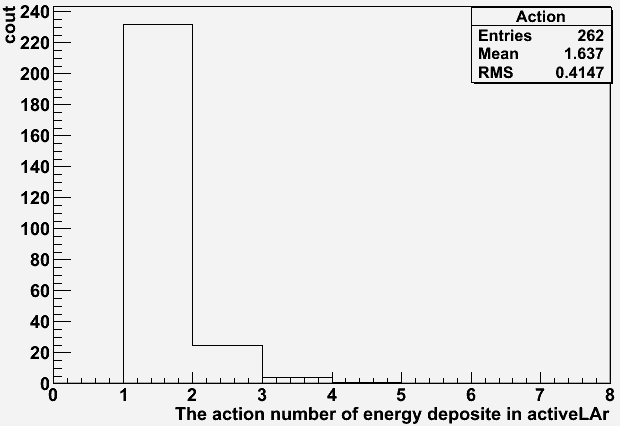 Action
Entries 262
Mean 1.637
RMS 0.4147
cout
240
220
200
180
160
140
120
100
80
60
40
20
0
0 1 2 3 4 5 6 7 8
The action number of energy deposite in activeLAr